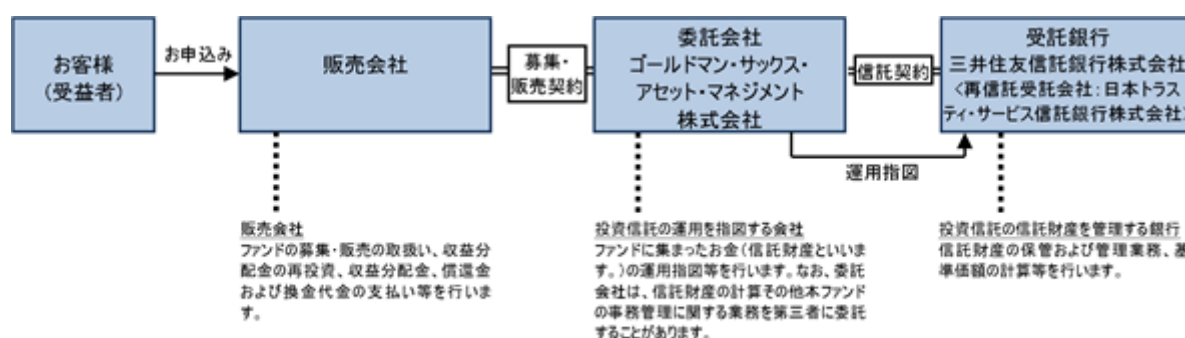 お客様
(受益者)
お申込み
販売会社
募集・
販売契約
委託会社
ゴールドマン・サックス・
アセット・マネジメント
株式会社
信託契約
受託銀行
三井住友信託銀行株式会社
〈再信託受託会社:日本トラス
ティ・サービス信託銀行株式会社〉
運用指図
販売会社
ファンドの募集・販売の取扱い、収益分
配金の再投資、収益分配金、償還金
および換金代金の支払い等を行いま
す。
投資信託の運用を指図する会社
ファンドに集まったお金(信託財産といいま
す。)の運用指図等を行います。なお、委託
会社は、信託財産の計算その他本ファンド
の事務管理に関する業務を第三者に委託
することがあります。
投資信託の信託財産を管理する銀行
信託財産の保管および管理業務、基
準価額の計算等を行います。